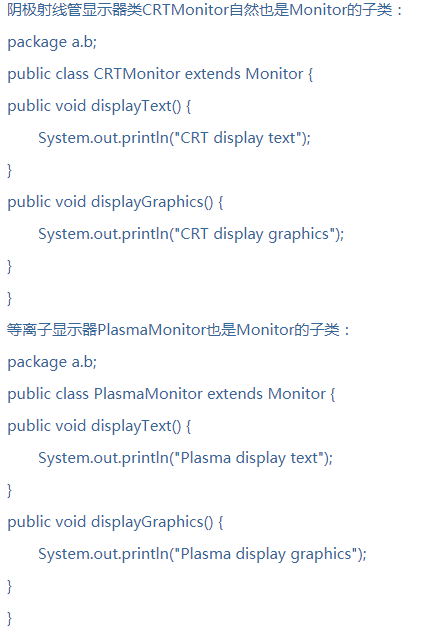 阴极射线管显示器类CRTMonitor自然也是Monitor的子类：
package a.b;
public class CRTMonitor extends Monitor {
public void displayText() {
System.out.println("CRT display text");
}
public void displayGraphics() {
System.out.println("CRT display graphics");
}
}
等离子显示器PlasmaMonitor也是Monitor的子类：
package a.b;
public class PlasmaMonitor extends Monitor {
public void displayText() {
System.out.println("Plasma display text");
}
public void displayGraphics() {
System.out.println("Plasma display graphics");
}
}